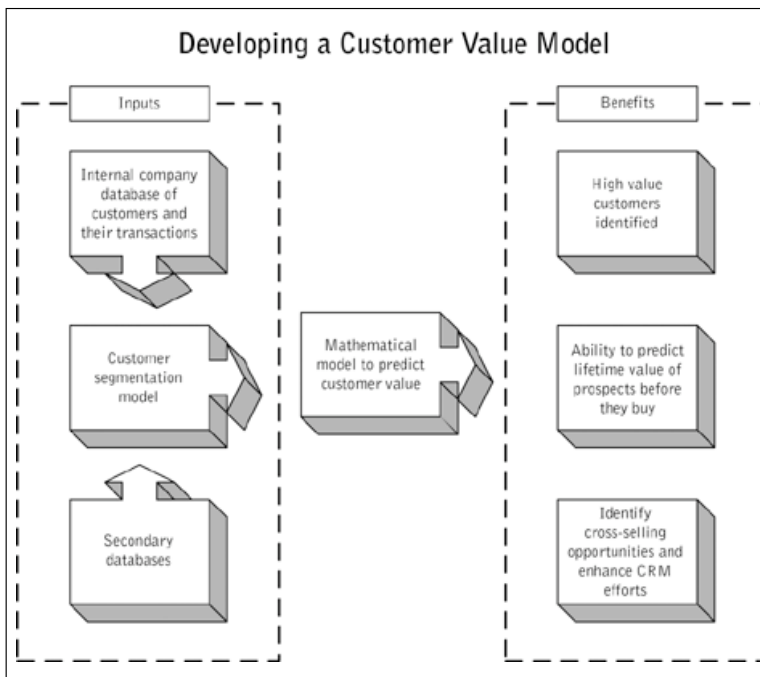 Developing a Customer Value Model
Inputs
Internal company
database of
customers and
their transactions
Customer
segmentation
model
Secondary
databases
Mathematical
model to predict
customer value
Benefits
High value
customers
identified
Ability to predict
lifetime value of
prospects before
they buy
Identify
cross-selling
opportunities and
enhance CRM
efforts